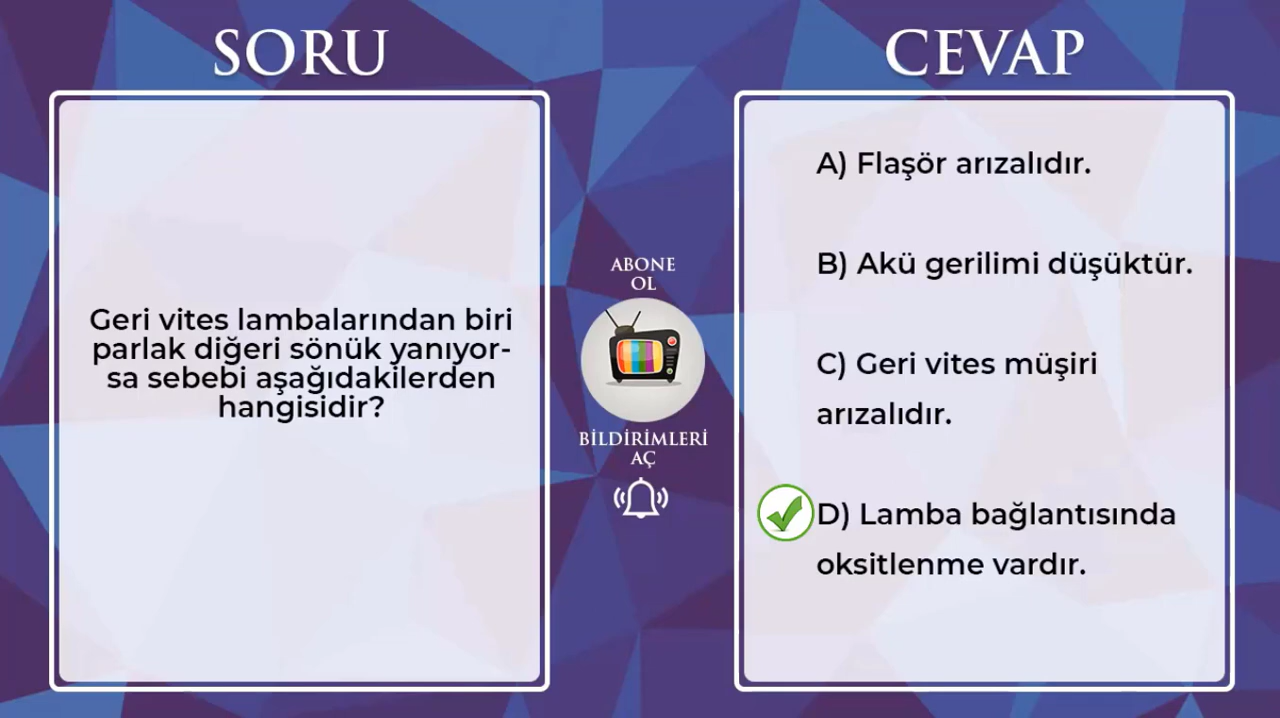 SORU
Geri vites lambalarından biri
parlak diğeri sönük yanıyor-
sa sebebi aşağıdakilerden
hangisidir?
ABONE
OL
BİLDİRİMLERİ
AÇ
CEVAP
A) Flaşör arızalıdır.
B) Akü gerilimi düşüktür.
C) Geri vites müşiri
arızalıdır.
D) Lamba bağlantısında
oksitlenme vardır.